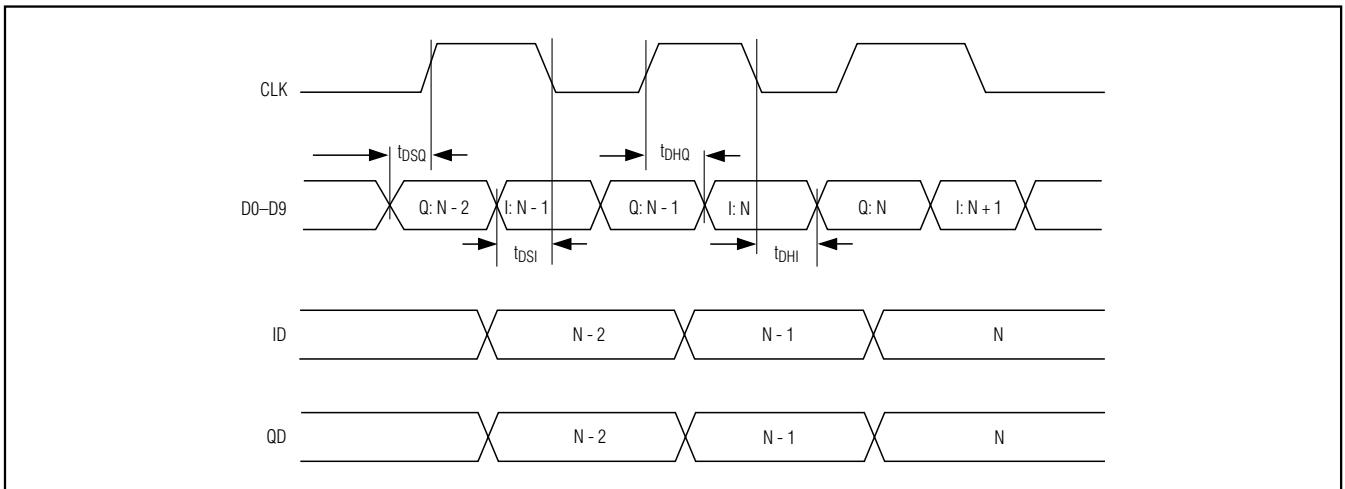 CLK
tDSQ
tDHQ
D0–D9
Q: N - 2
I: N - 1
Q: N - 1
I: N
Q: N
I: N + 1
tDSI
tDHI
ID
N - 2
N - 1
N
QD
N - 2
N - 1
N